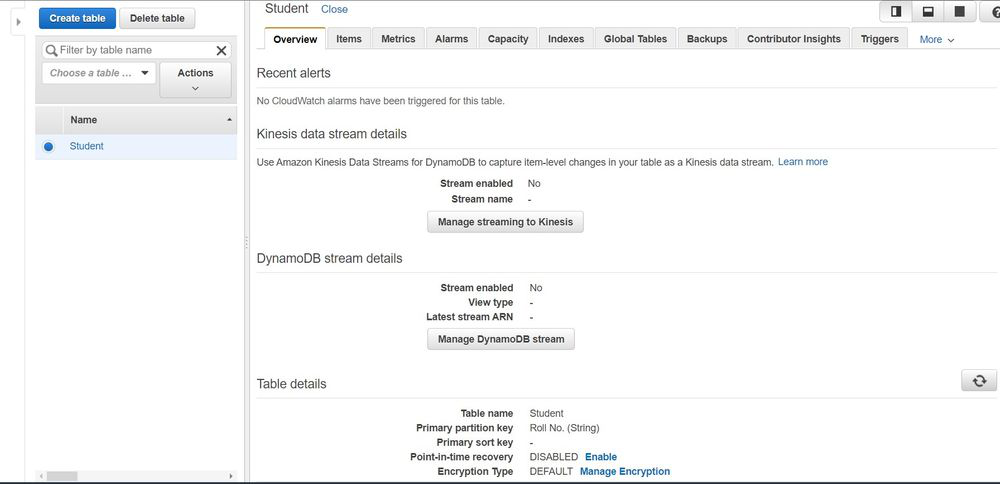 Create table Delete table
Filter by table name
Choose a table ... Actions
Name
Student
Student Close
Overview Items Metrics Alarms Capacity Indexes Global Tables Backups Contributor Insights Triggers More
Recent alerts
No CloudWatch alarms have been triggered for this table.
Kinesis data stream details
Use Amazon Kinesis Data Streams for DynamoDB to capture item-level changes in your table as a Kinesis data stream. Learn more
Stream enabled No
Stream name -
Manage streaming to Kinesis
DynamoDB stream details
Stream enabled No
View type -
Latest stream ARN -
Manage DynamoDB stream
Table details
Table name Student
Primary partition key Roll No. (String)
Primary sort key -
Point-in-time recovery DISABLED Enable
Encryption Type DEFAULT Manage Encryption